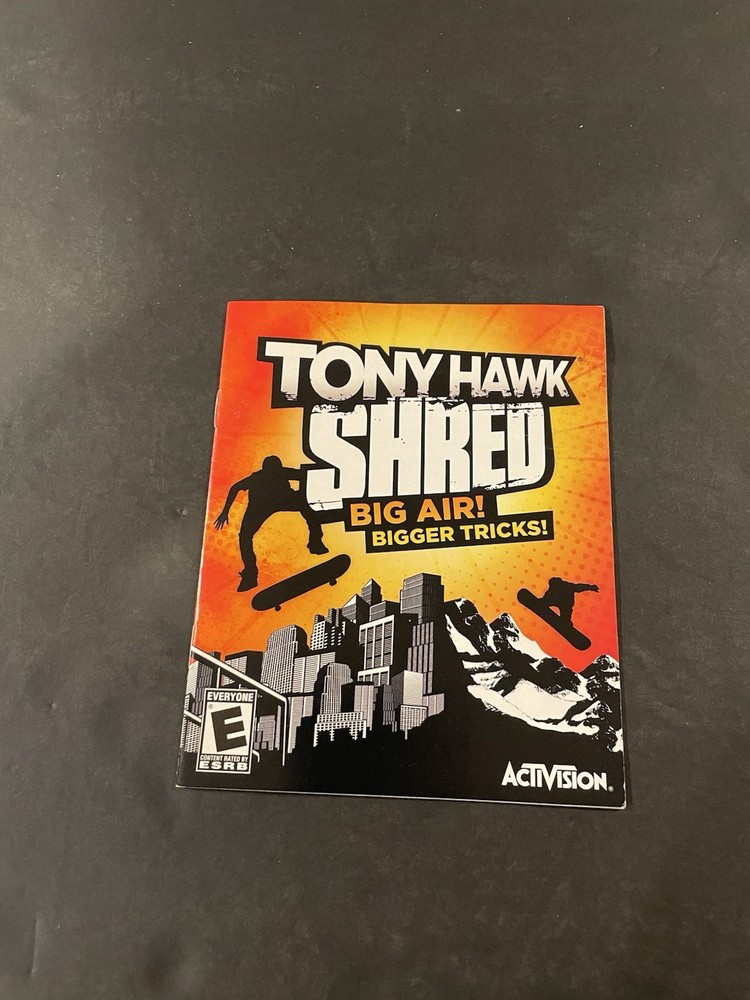 TONY HAWK
SHRED
BIG AIR!
BIGGER TRICKS!
EVERYONE
E
CONTENT RATED BY
ESRB
ACTIVISION®